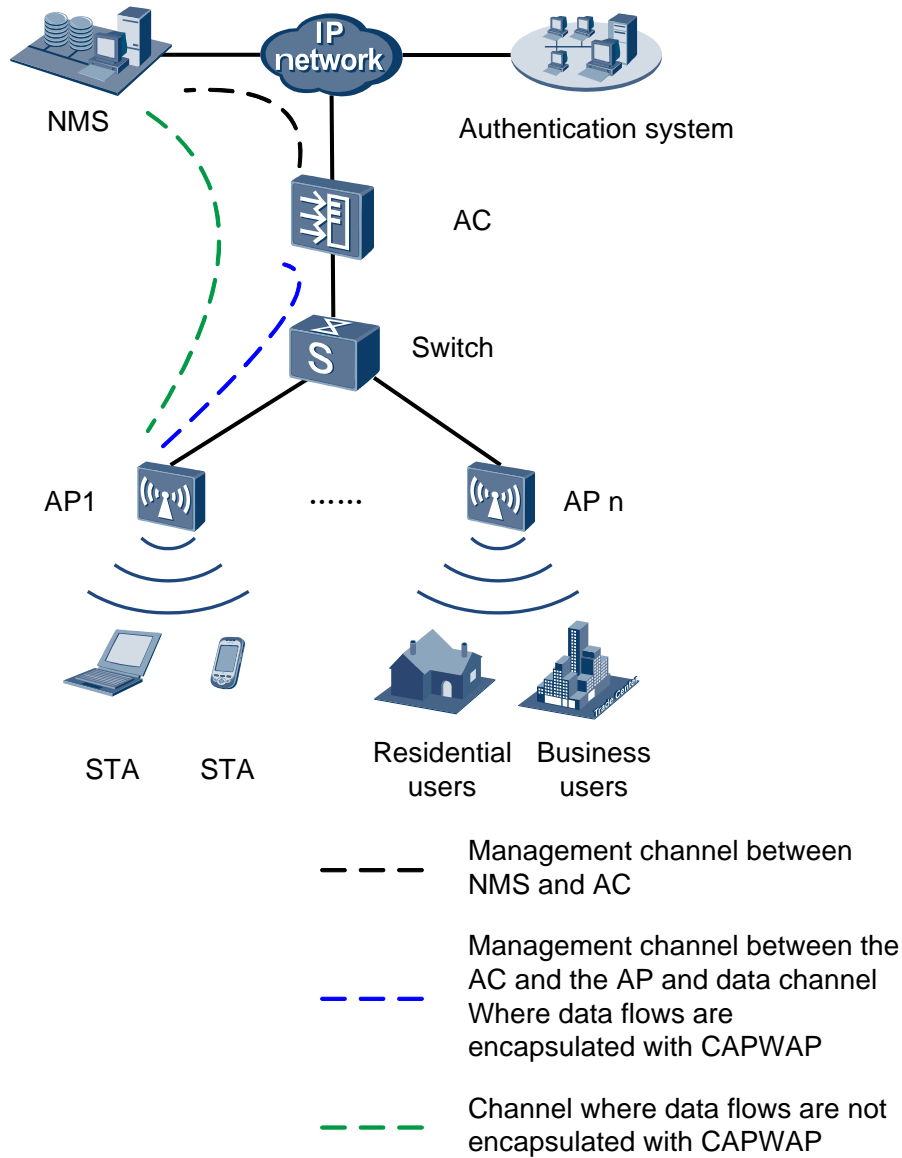 IP
network
NMS
Authentication system
AC
Switch
S
AP1
……
AP n
Trade Center
STA
STA
Residential
users
Business
users
Management channel between
NMS and AC
Management channel between the
AC and the AP and data channel
Where data flows are
encapsulated with CAPWAP
Channel where data flows are not
encapsulated with CAPWAP